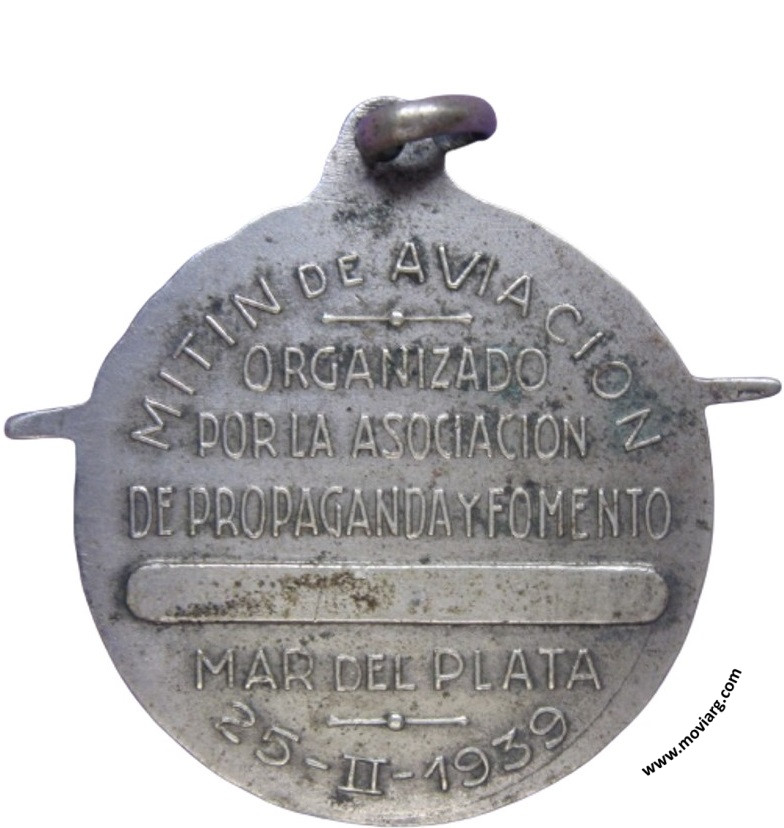 MITIN DE AVIACION
ORGANIZADO
POR LA ASOCIACION
DE PROPAGANDA Y FOMENTO
MAR DEL PLATA
25-II-1939
www.moviarg.com